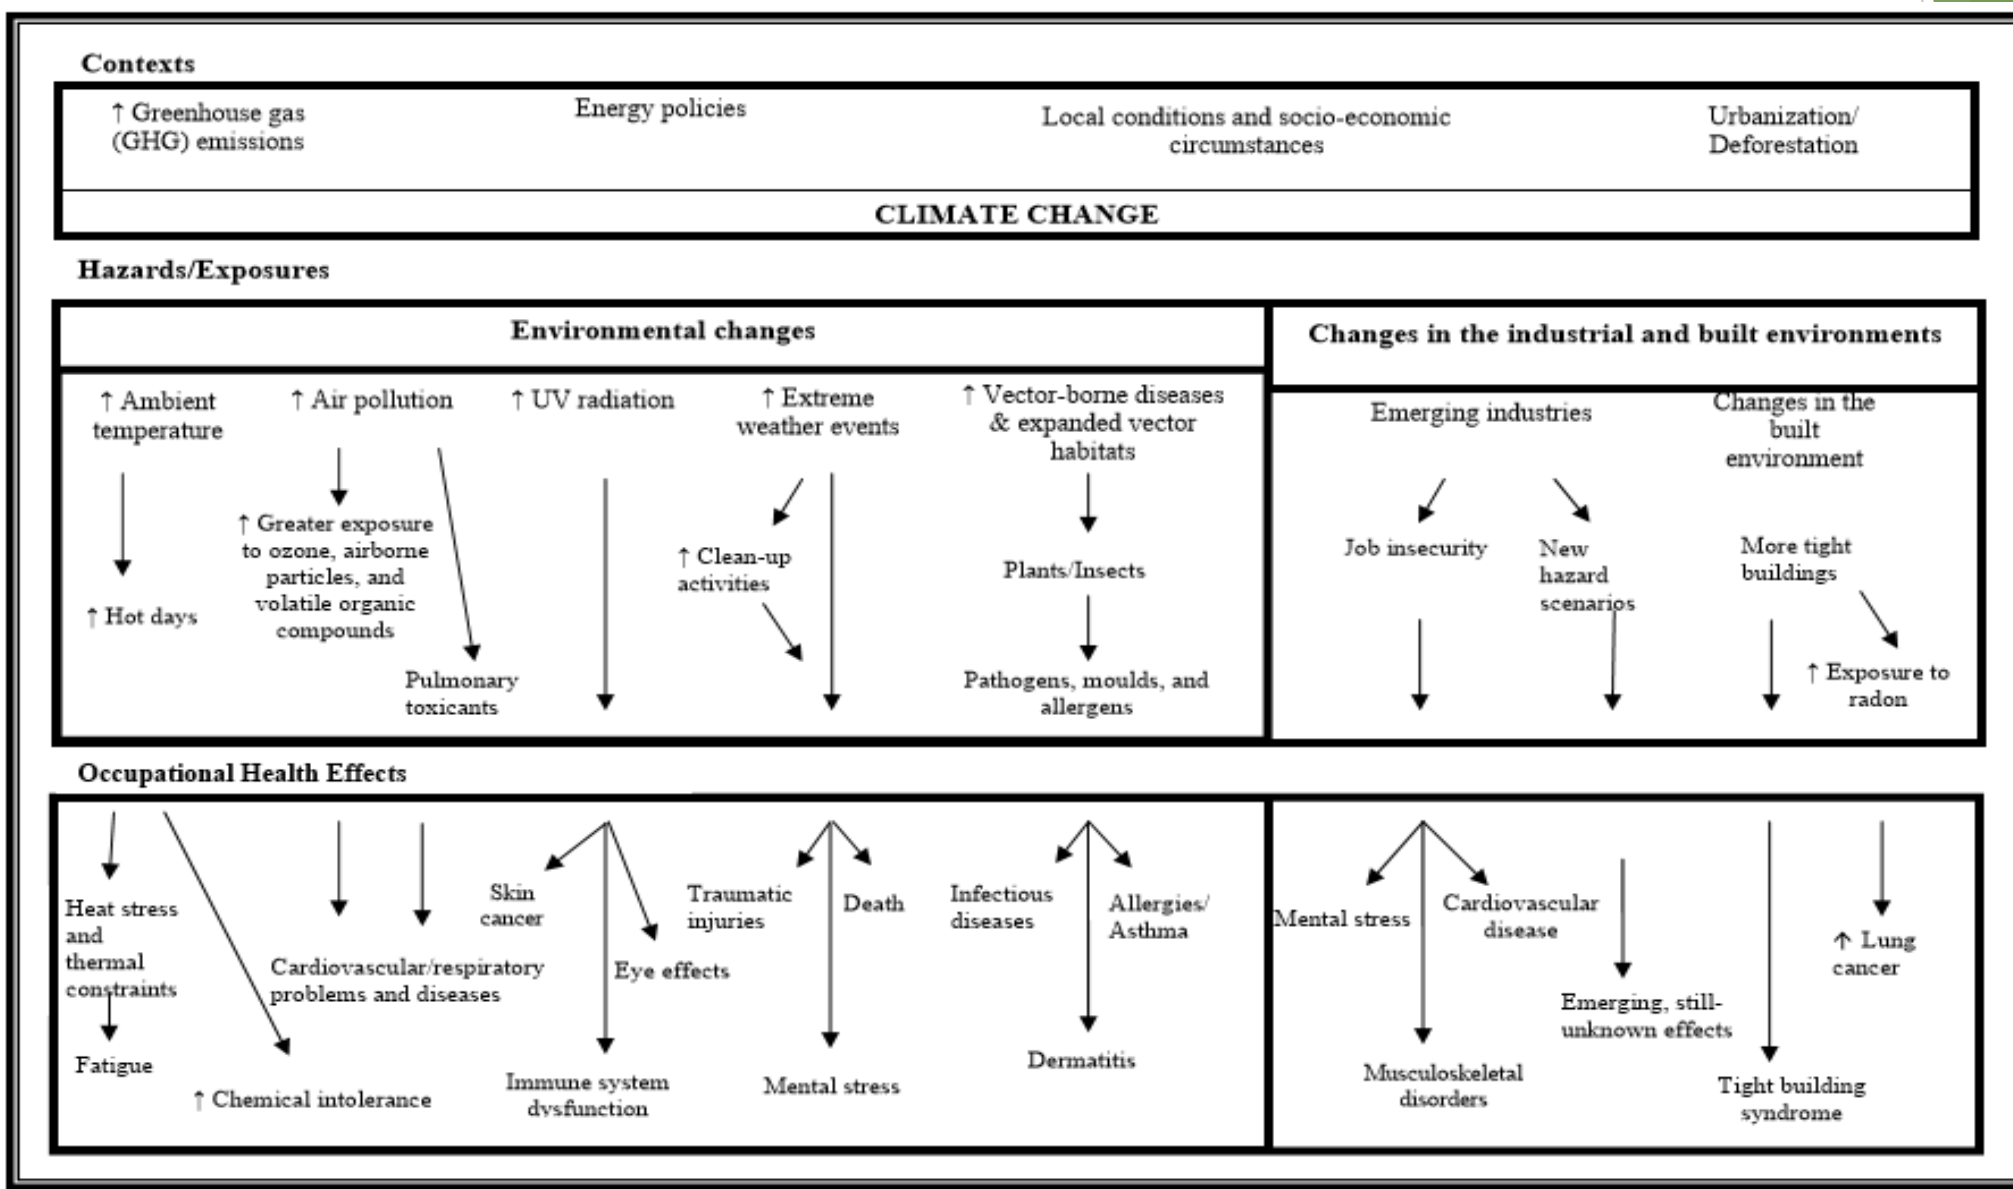 Contexts
↑ Greenhouse gas
(GHG) emissions
Energy policies
Local conditions and socio-economic
circumstances
Urbanization/
Deforestation
CLIMATE CHANGE
Hazards/Exposures
Environmental changes
Changes in the industrial and built environments
↑ Ambient
temperature
↑ Air pollution
↑ UV radiation
↑ Extreme
weather events
↑ Vector-borne diseases
& expanded vector
habitats
Emerging industries
Changes in the
built
environment
↑ Hot days
↑ Greater exposure
to ozone, airborne
particles, and
volatile organic
compounds
Pulmonary
toxicants
↑ Clean-up
activities
Plants/Insects
Pathogens, moulds, and
allergens
Job insecurity
New
hazard
scenarios
More tight
buildings
↑ Exposure to
radon
Occupational Health Effects
Heat stress
and
thermal
constraints
Fatigue
↑ Chemical intolerance
Cardiovascular/respiratory
problems and diseases
Skin
cancer
Eye effects
Immune system
dysfunction
Traumatic
injuries
Death
Mental stress
Infectious
diseases
Allergies/
Asthma
Dermatitis
Mental stress
Cardiovascular
disease
Musculoskeletal
disorders
Emerging, still-
unknown effects
Tight building
syndrome
↑ Lung
cancer